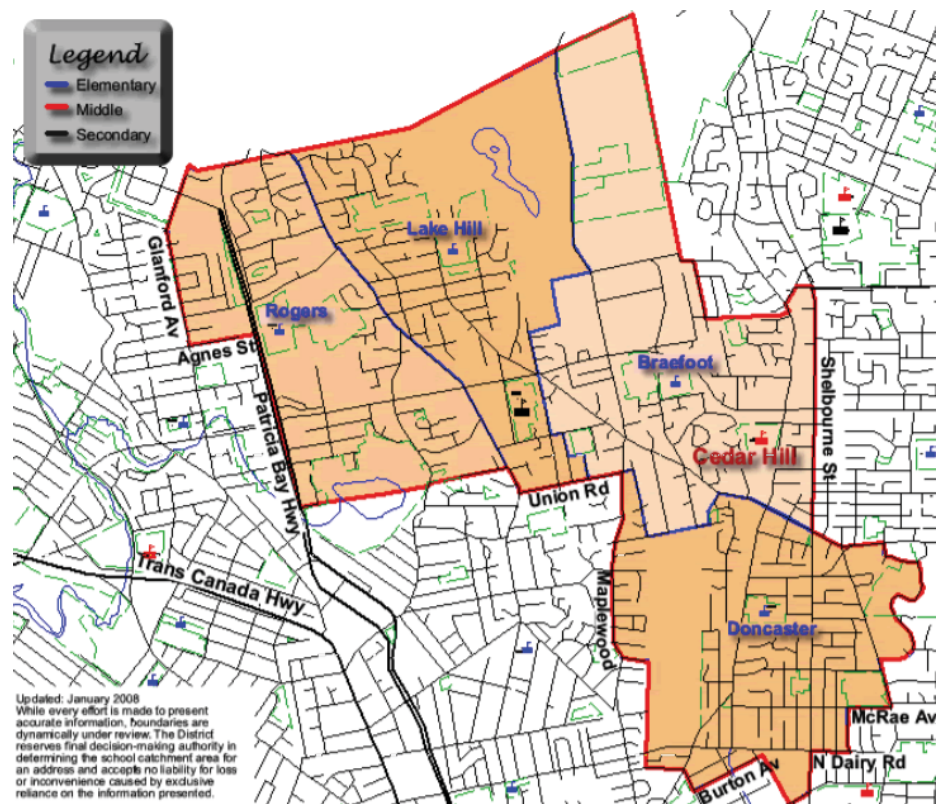 Legend
Elementary
Middle
Secondary
Lake Hill
Glanford Av
Rogers
Agnes St
Braefoot
Shelbourne St
Patricia Bay Hwy
Cedar Hill
Union Rd
Trans Canada Hwy
Maplewood
Doncaster
McRae Av
N Dairy Rd
Burton Av
Updated: January 2008
While every effort is made to present
accurate information, boundaries are
dynamically under review. The District
reserves final decision-making authority in
determining the school catchment area for
an address and accepts no liability for loss
or inconvenience caused by exclusive
reliance on the information presented.